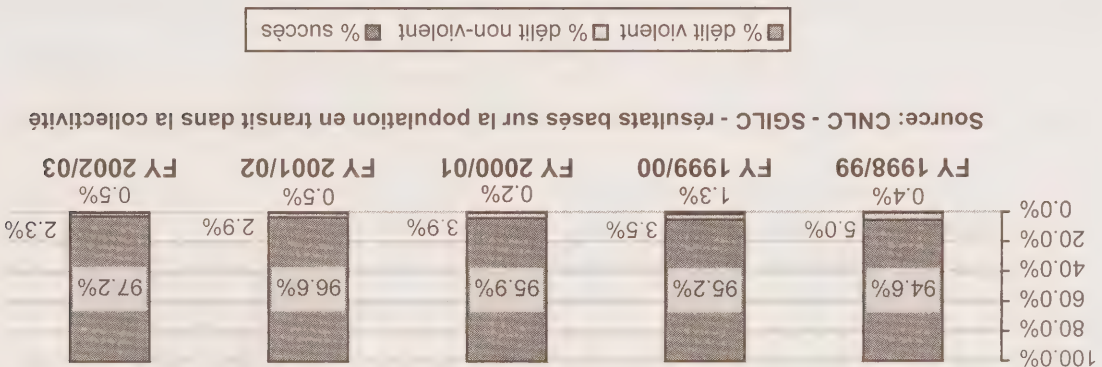 100.0%
80.0%
60.0%
40.0%
20.0%
0.0%
94.6% 95.2% 95.9% 96.6% 97.2%
5.0% 3.5% 3.9% 2.9% 2.3%
0.4% 1.3% 0.2% 0.5% 0.5%
FY 1998/99 FY 1999/00 FY 2000/01 FY 2001/02 FY 2002/03
Source: CNLC - SGILC - résultats basés sur la population en transit dans la collectivité
% délit violent % délit non-violent % succès